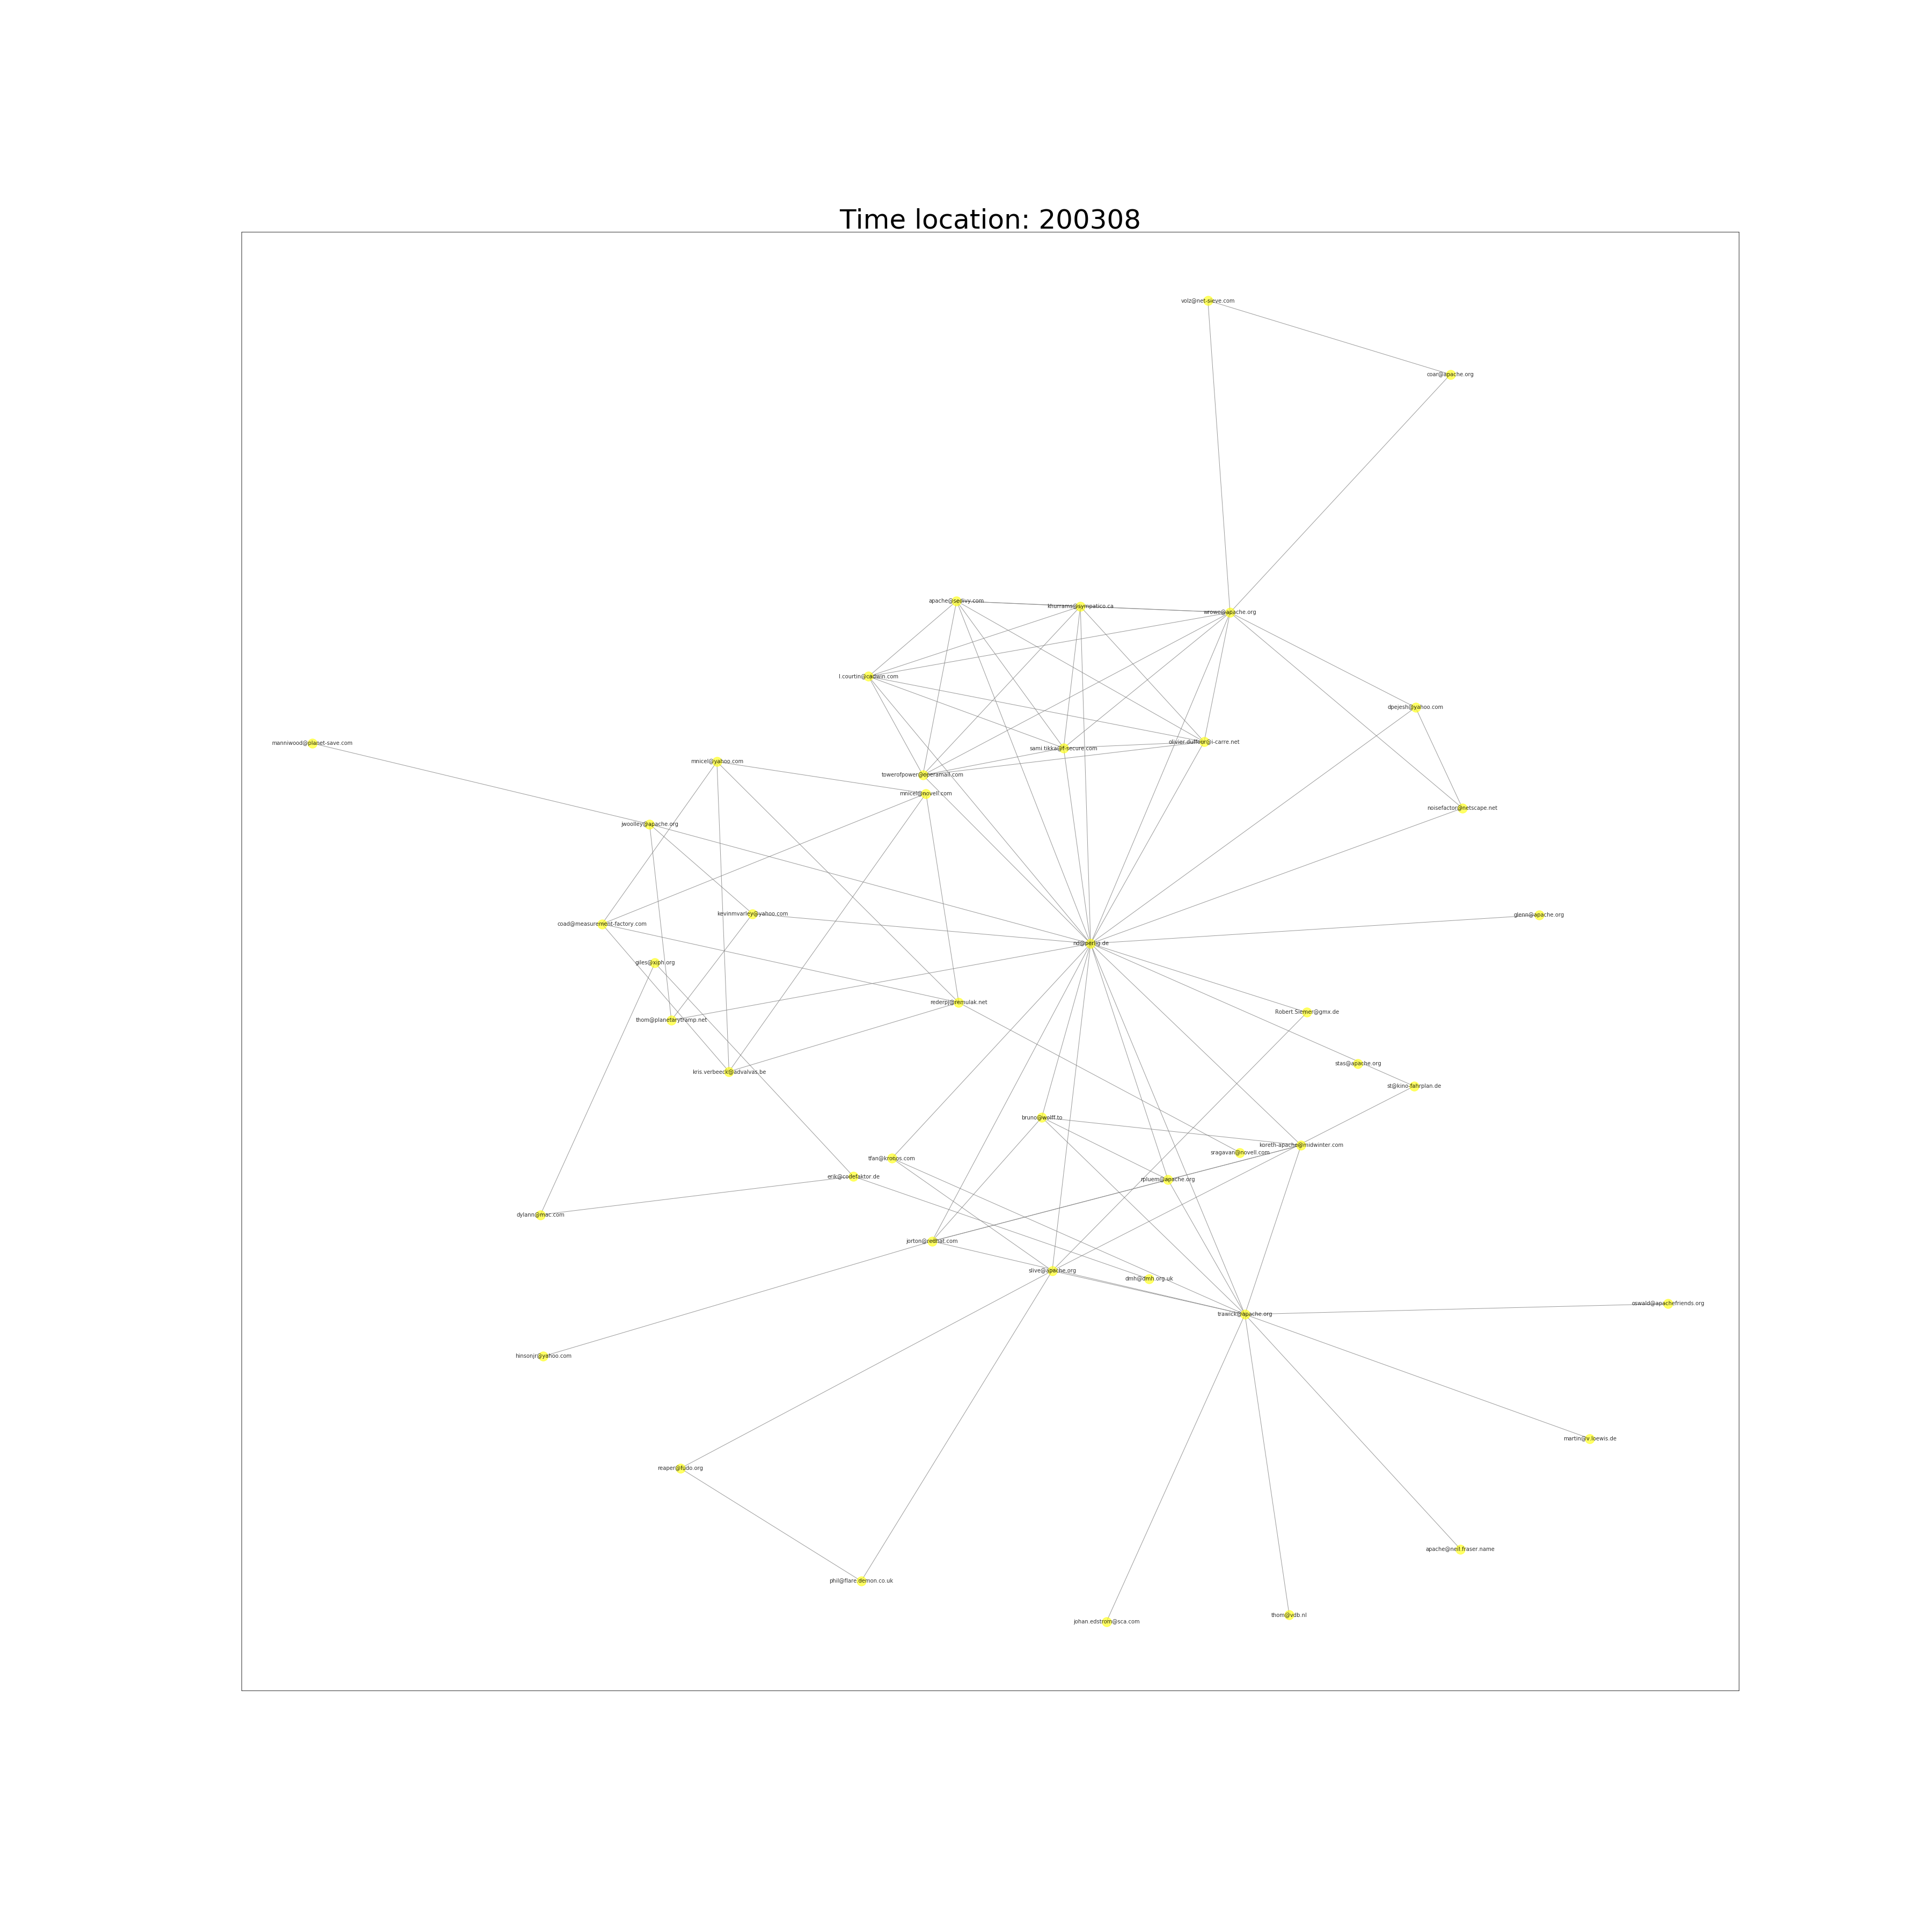 Time location: 200308
volz@net-sieve.com
coar@apache.org
apache@sedivy.com
khurrams@sympatico.ca
wrowe@apache.org
l.courtin@cadwin.com
dpejesh@yahoo.com
manniwood@planet-save.com
olivier.duffour@i-carre.net
sami.tikka@f-secure.com
mnicel@yahoo.com
towerofpower@operamail.com
mnicel@novell.com
noisefactor@netscape.net
jwoolley@apache.org
kevinmvarley@yahoo.com
glenn@apache.org
coad@measurement-factory.com
nd@perlig.de
giles@xiph.org
rederpj@remulak.net
Robert.Siemer@gmx.de
thom@planetarytramp.net
stas@apache.org
kris.verbeeck@advalvas.be
st@kino-fahrplan.de
bruno@wolff.to
koreth-apache@midwinter.com
sragavan@novell.com
tfan@kronos.com
erik@codefaktor.de
rpluem@apache.org
dylann@mac.com
jorton@redhat.com
slive@apache.org
dmh@dmh.org.uk
oswald@apachefriends.org
trawick@apache.org
hinsonjr@yahoo.com
martin@v.loewis.de
reaper@fudo.org
apache@neil.fraser.name
phil@flare.demon.co.uk
thom@vdb.nl
johan.edstrom@sca.com